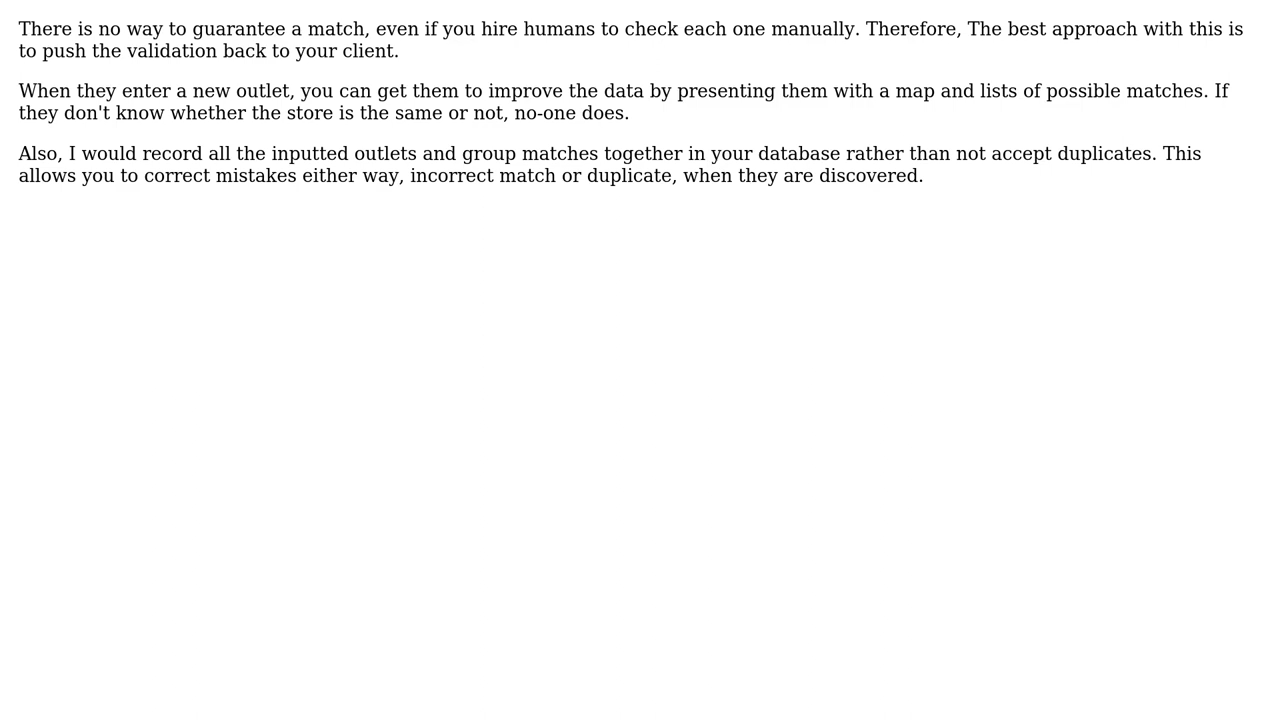 There is no way to guarantee a match, even if you hire humans to check each one manually. Therefore, The best approach with this is
to push the validation back to your client.
When they enter a new outlet, you can get them to improve the data by presenting them with a map and lists of possible matches. If
they don't know whether the store is the same or not, no-one does.
Also, I would record all the inputted outlets and group matches together in your database rather than not accept duplicates. This
allows you to correct mistakes either way, incorrect match or duplicate, when they are discovered.